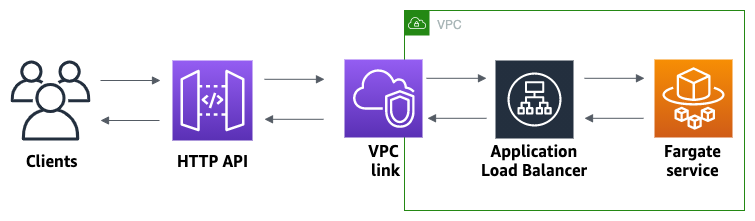 VPC
Clients
HTTP API
VPC
link
Application
Load Balancer
Fargate
service
</>